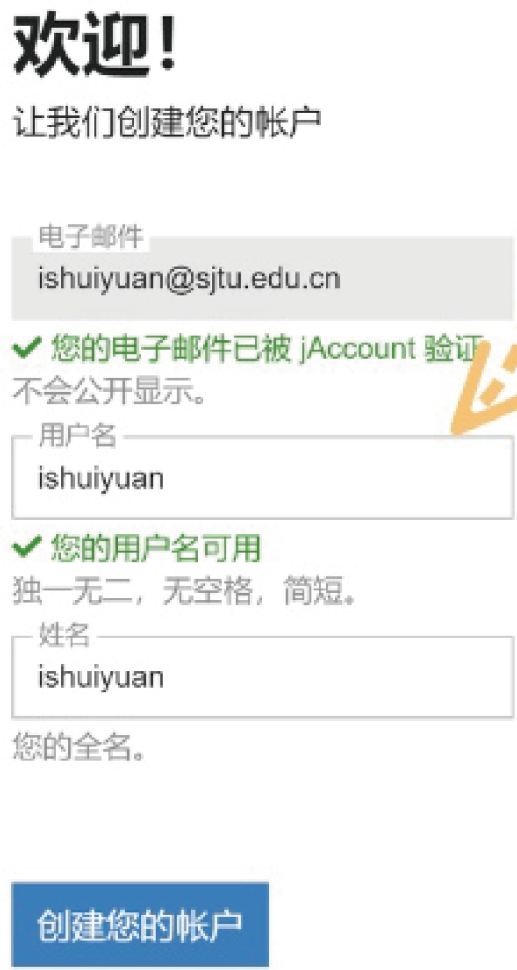 欢迎!
让我们创建您的帐户
电子邮件
ishuiyuan@sjtu.edu.cn
✔ 您的电子邮件已被 jAccount 验证
不会公开显示。
用户名
ishuiyuan
✔ 您的用户名可用
独一无二，无空格，简短。
姓名
ishuiyuan
您的全名。
创建您的帐户